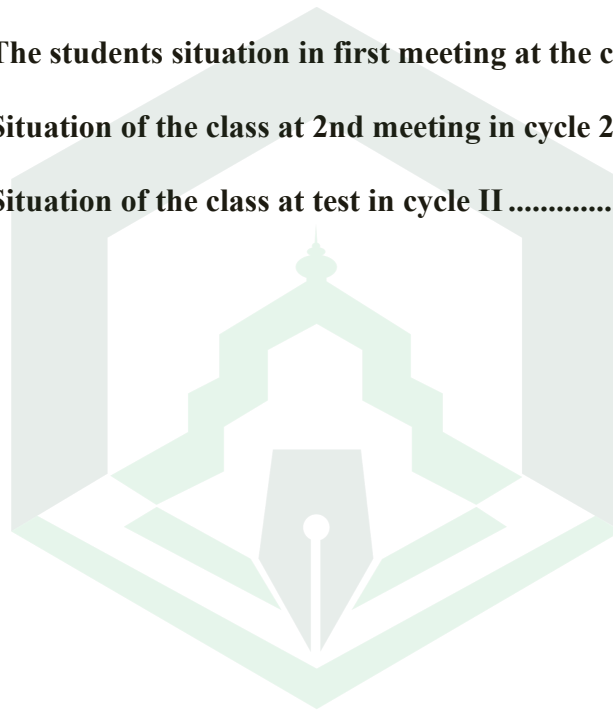 The students situation in first meeting at the c
Situation of the class at 2nd meeting in cycle 2
Situation of the class at test in cycle II .............